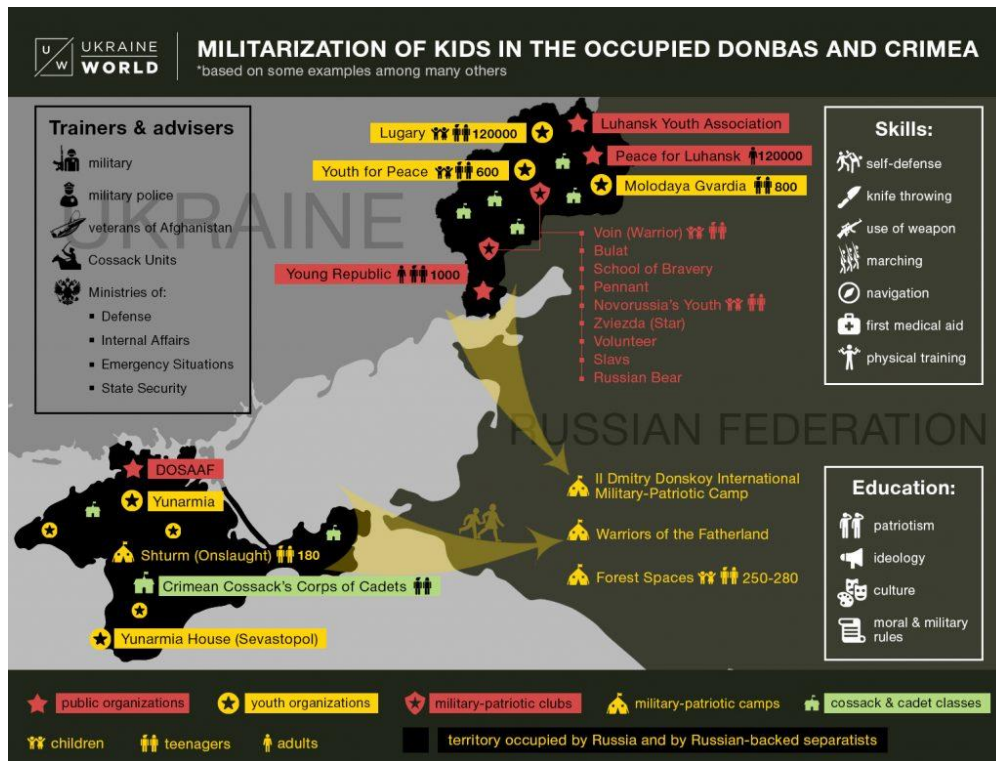 U
W
UKRAINE
WORLD
MILITARIZATION OF KIDS IN THE OCCUPIED DONBAS AND CRIMEA
*based on some examples among many others
Trainers & advisers
military
military police
veterans of Afghanistan
Cossack Units
Ministries of:
Defense
Internal Affairs
Emergency Situations
State Security
UKRAINE
Lugary 120000
Youth for Peace 600
Luhansk Youth Association
Peace for Luhansk 120000
Molodaya Gvardia 800
Young Republic 1000
Voin (Warrior)
Bulat
School of Bravery
Pennant
Novorussia's Youth
Zviezda (Star)
Volunteer
Slavs
Russian Bear
Skills:
self-defense
knife throwing
use of weapon
marching
navigation
first medical aid
physical training
RUSSIAN FEDERATION
DOSAAF
Yunarmia
Shturm (Onslaught) 180
Crimean Cossack's Corps of Cadets
Yunarmia House (Sevastopol)
II Dmitry Donskoy International
Military-Patriotic Camp
Warriors of the Fatherland
Forest Spaces 250-280
Education:
patriotism
ideology
culture
moral & military
rules
public organizations
youth organizations
military-patriotic clubs
military-patriotic camps
cossack & cadet classes
children
teenagers
adults
territory occupied by Russia and by Russian-backed separatists